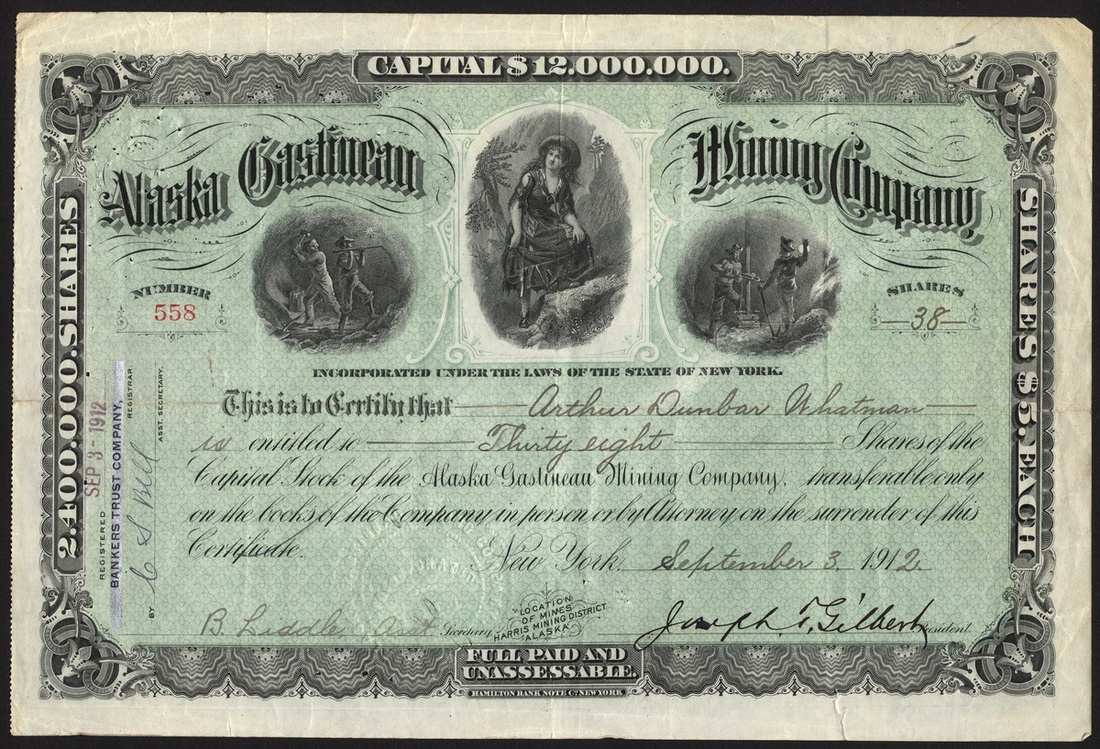 CAPITAL $12.000.000.
Alaska Gastineau Mining Company
NUMBER
558
SHARES
38
INCORPORATED UNDER THE LAWS OF THE STATE OF NEW YORK.
This is to Certify that Arthur Dunbar Whatman
is entitled to Thirty eight Shares of the
Capital Stock of the Alaska Gastineau Mining Company, transferable only
on the books of the Company in person or by Attorney on the surrender of this
Certificate.
New York, September 3, 1912
B. Asst Secretary
LOCATION
OF MINES
HARRIS MINING DISTRICT
ALASKA
Joseph T. Gilbert President
FULL PAID AND
UNASSESSABLE.
HAMILTON BANK NOTE Co. NEW YORK
2.400.000. SHARES
SHARES $5. EACH
REGISTERED SEP 3 - 1912
BANKERS TRUST COMPANY,
REGISTRAR.
BY C S Bell
ASST. SECRETARY.